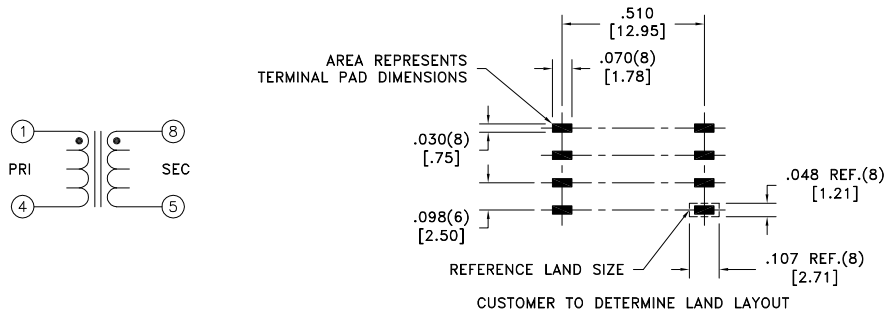 1
4
PRI
8
5
SEC
.510
[12.95]
AREA REPRESENTS
TERMINAL PAD DIMENSIONS
.070(8)
[1.78]
.030(8)
[.75]
.098(6)
[2.50]
.048 REF.(8)
[1.21]
.107 REF.(8)
[2.71]
REFERENCE LAND SIZE
CUSTOMER TO DETERMINE LAND LAYOUT